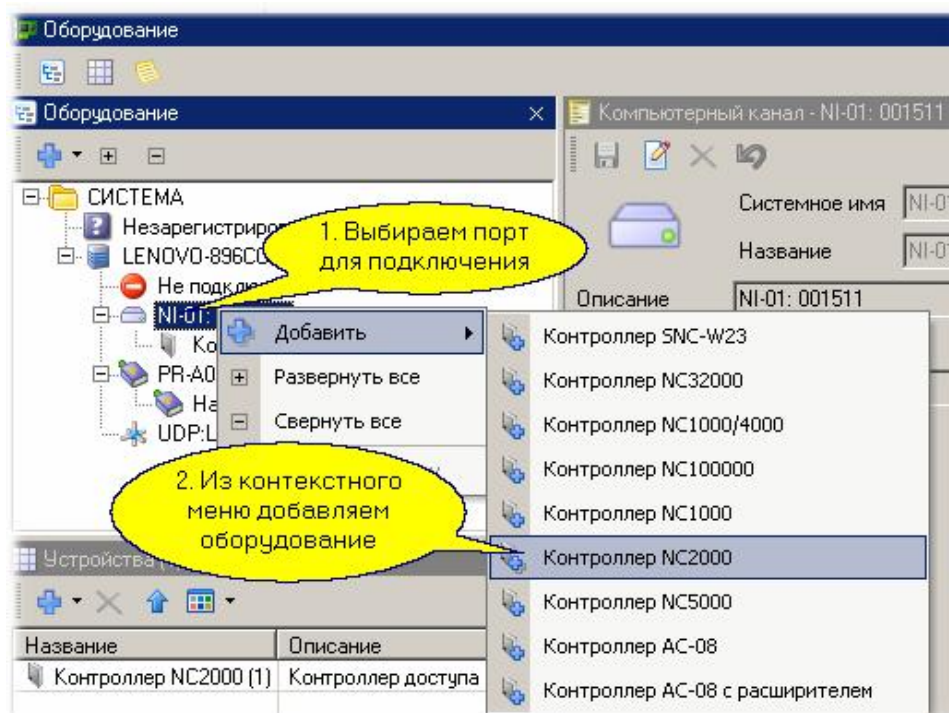 Оборудование
Оборудование
Компьютерный канал - NI-01: 001511
СИСТЕМА
Системное имя
LENOVO-896C
1. Выбираем порт
для подключения
Название
Не
NI-01:
Описание
NI-01: 001511
Добавить
Контроллер SNC-W23
PR-A0
Развернуть все
Контроллер NC32000
Свернуть все
Контроллер NC1000/4000
UDP:L
Контроллер NC100000
2. Из контекстного
меню добавляем
оборудование
Контроллер NC1000
Устройства
Контроллер NC2000
Контроллер NC5000
Название
Описание
Контроллер AC-08
Контроллер NC2000 (1)
Контроллер доступа
Контроллер AC-08 с расширителем